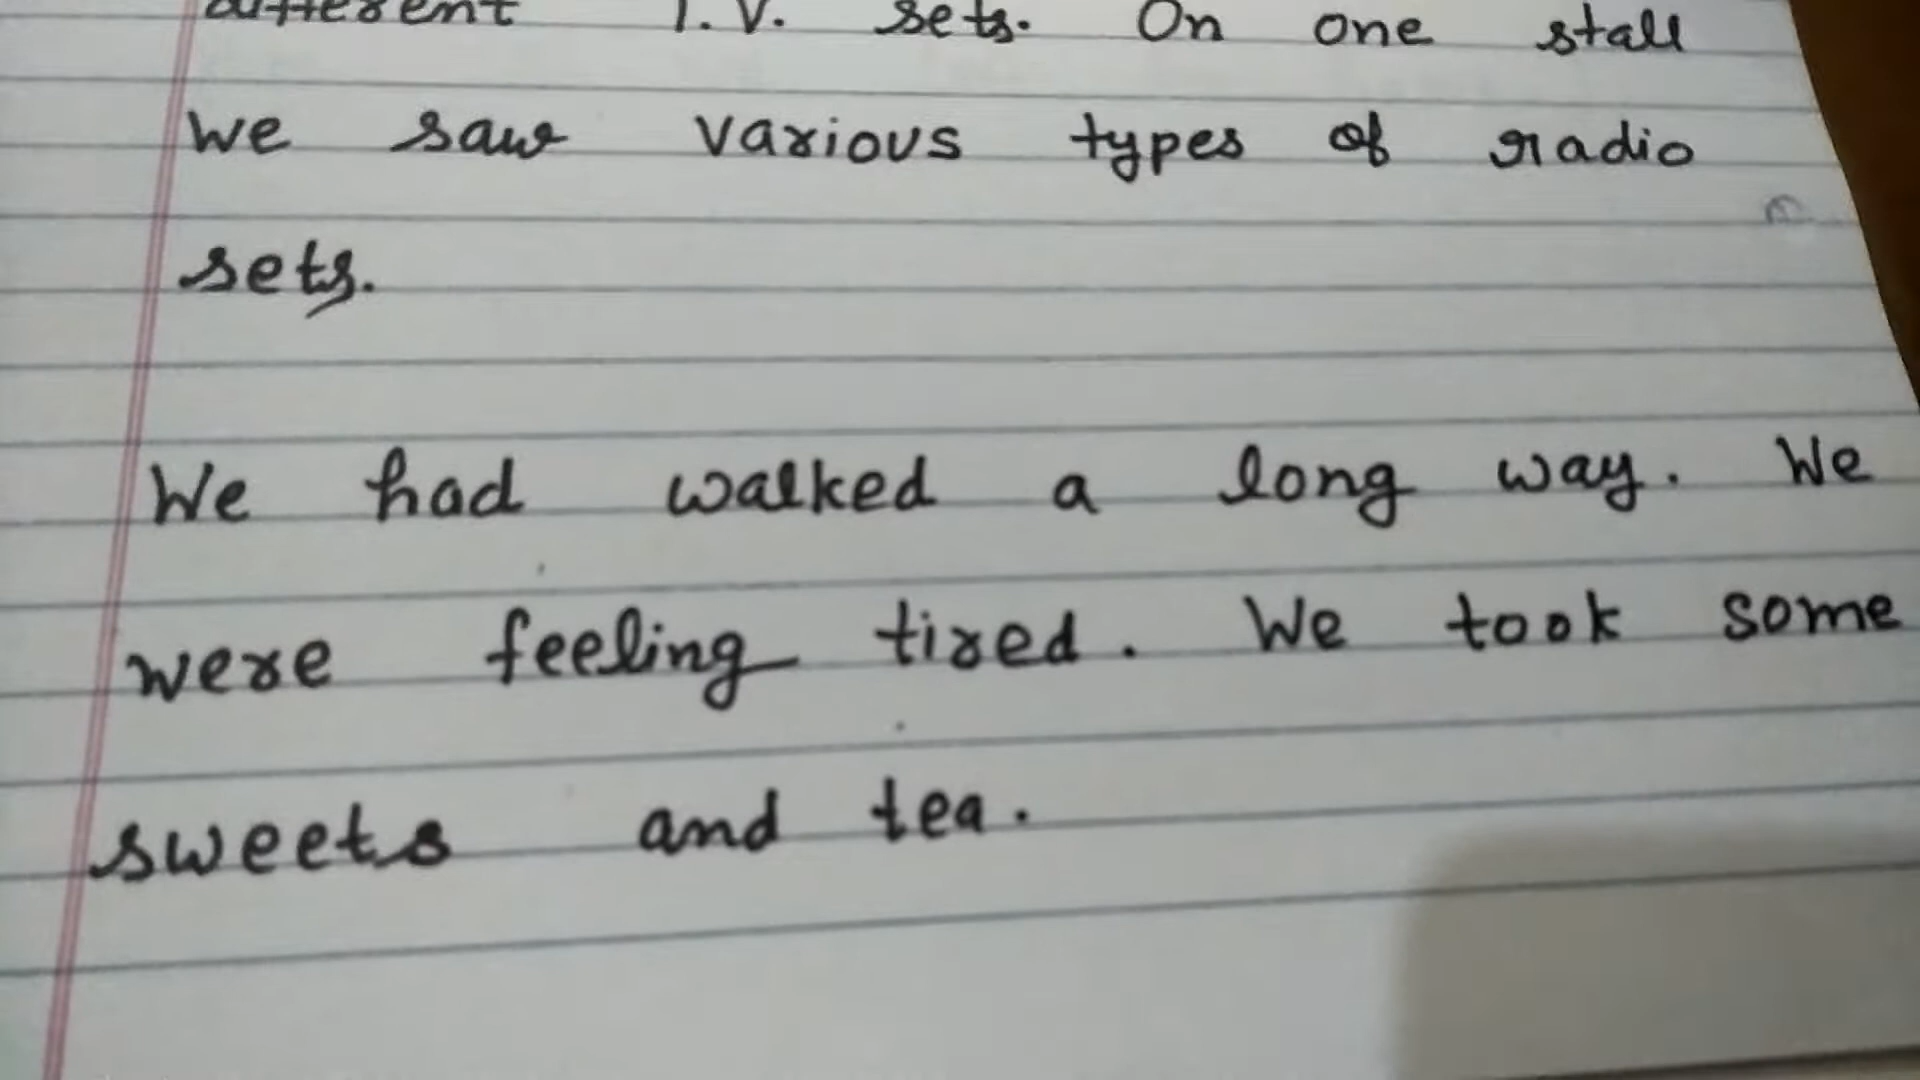 different T.V. sets. On one stall
we saw various types of radio
sets.
We had walked a long way. We
were feeling tired. We took some
sweets and tea.